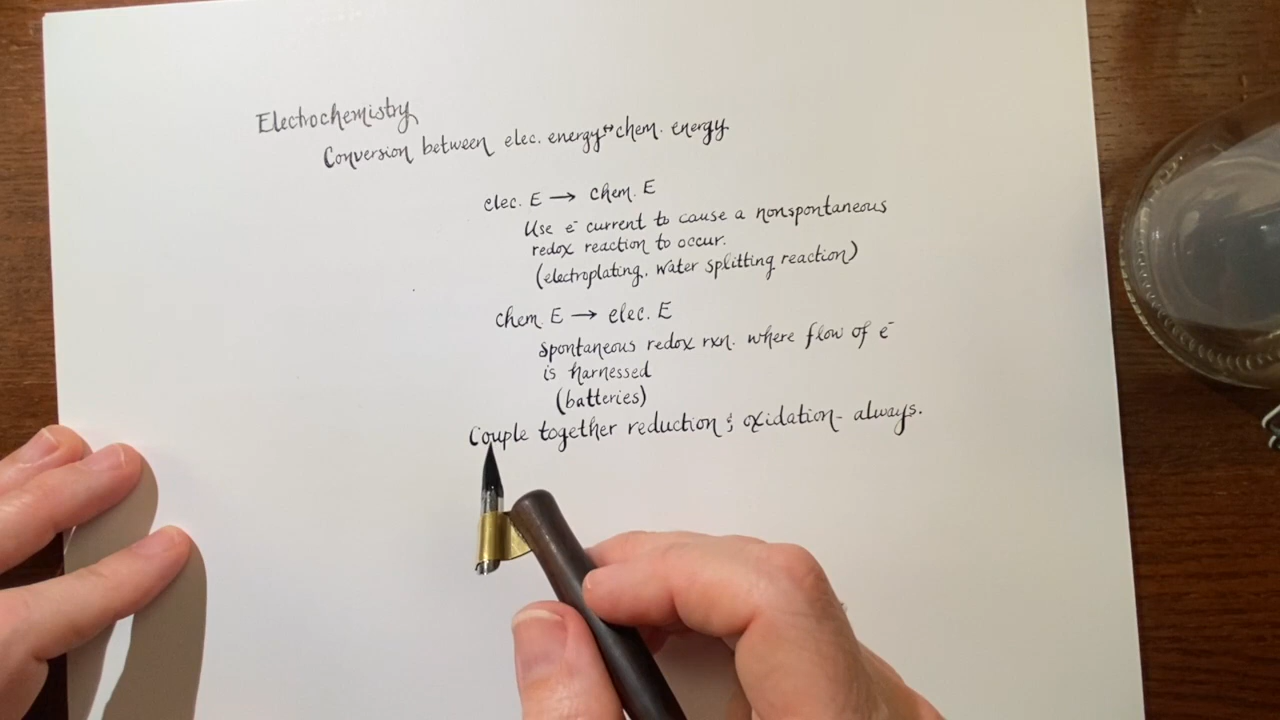 Electrochemistry
Conversion between elec. energy ↔ chem. energy
elec. E → chem. E
Use e⁻ current to cause a nonspontaneous
redox reaction to occur.
(electroplating, water splitting reaction)
chem. E → elec. E
spontaneous redox rxn. where flow of e⁻
is harnessed
(batteries)
Couple together reduction & oxidation - always.